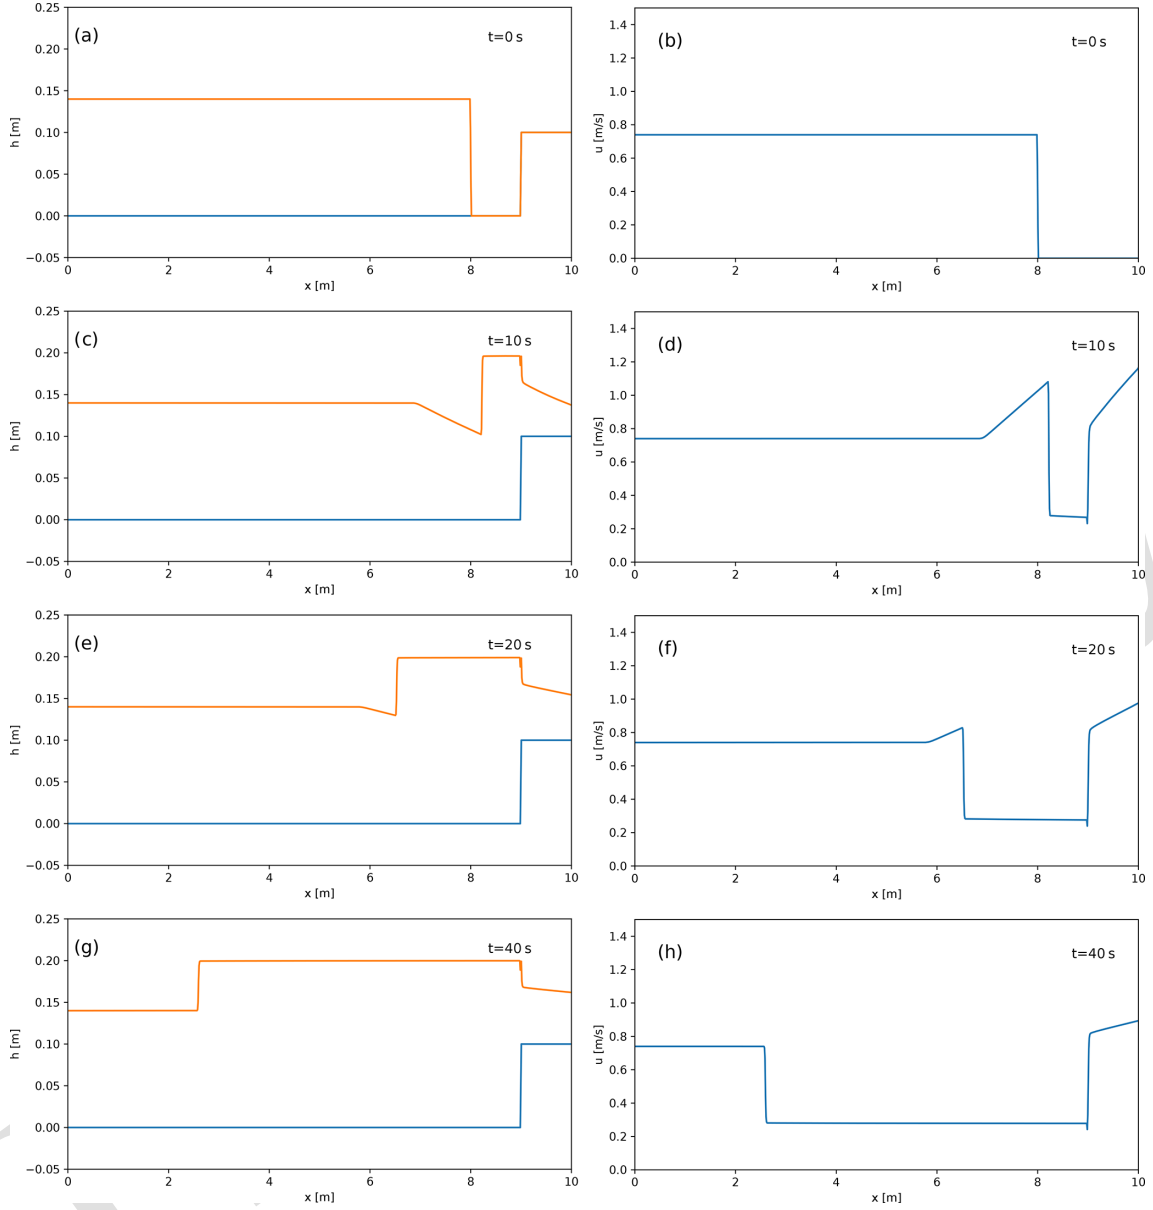 (a)
t=0 s
h [m]
0.25
0.20
0.15
0.10
0.05
0.00
−0.05
0 2 4 6 8 10
x [m]
(b)
t=0 s
u [m/s]
1.4
1.2
1.0
0.8
0.6
0.4
0.2
0.0
0 2 4 6 8 10
x [m]
(c)
t=10 s
h [m]
0.25
0.20
0.15
0.10
0.05
0.00
−0.05
0 2 4 6 8 10
x [m]
(d)
t=10 s
u [m/s]
1.4
1.2
1.0
0.8
0.6
0.4
0.2
0.0
0 2 4 6 8 10
x [m]
(e)
t=20 s
h [m]
0.25
0.20
0.15
0.10
0.05
0.00
−0.05
0 2 4 6 8 10
x [m]
(f)
t=20 s
u [m/s]
1.4
1.2
1.0
0.8
0.6
0.4
0.2
0.0
0 2 4 6 8 10
x [m]
(g)
t=40 s
h [m]
0.25
0.20
0.15
0.10
0.05
0.00
−0.05
0 2 4 6 8 10
x [m]
(h)
t=40 s
u [m/s]
1.4
1.2
1.0
0.8
0.6
0.4
0.2
0.0
0 2 4 6 8 10
x [m]